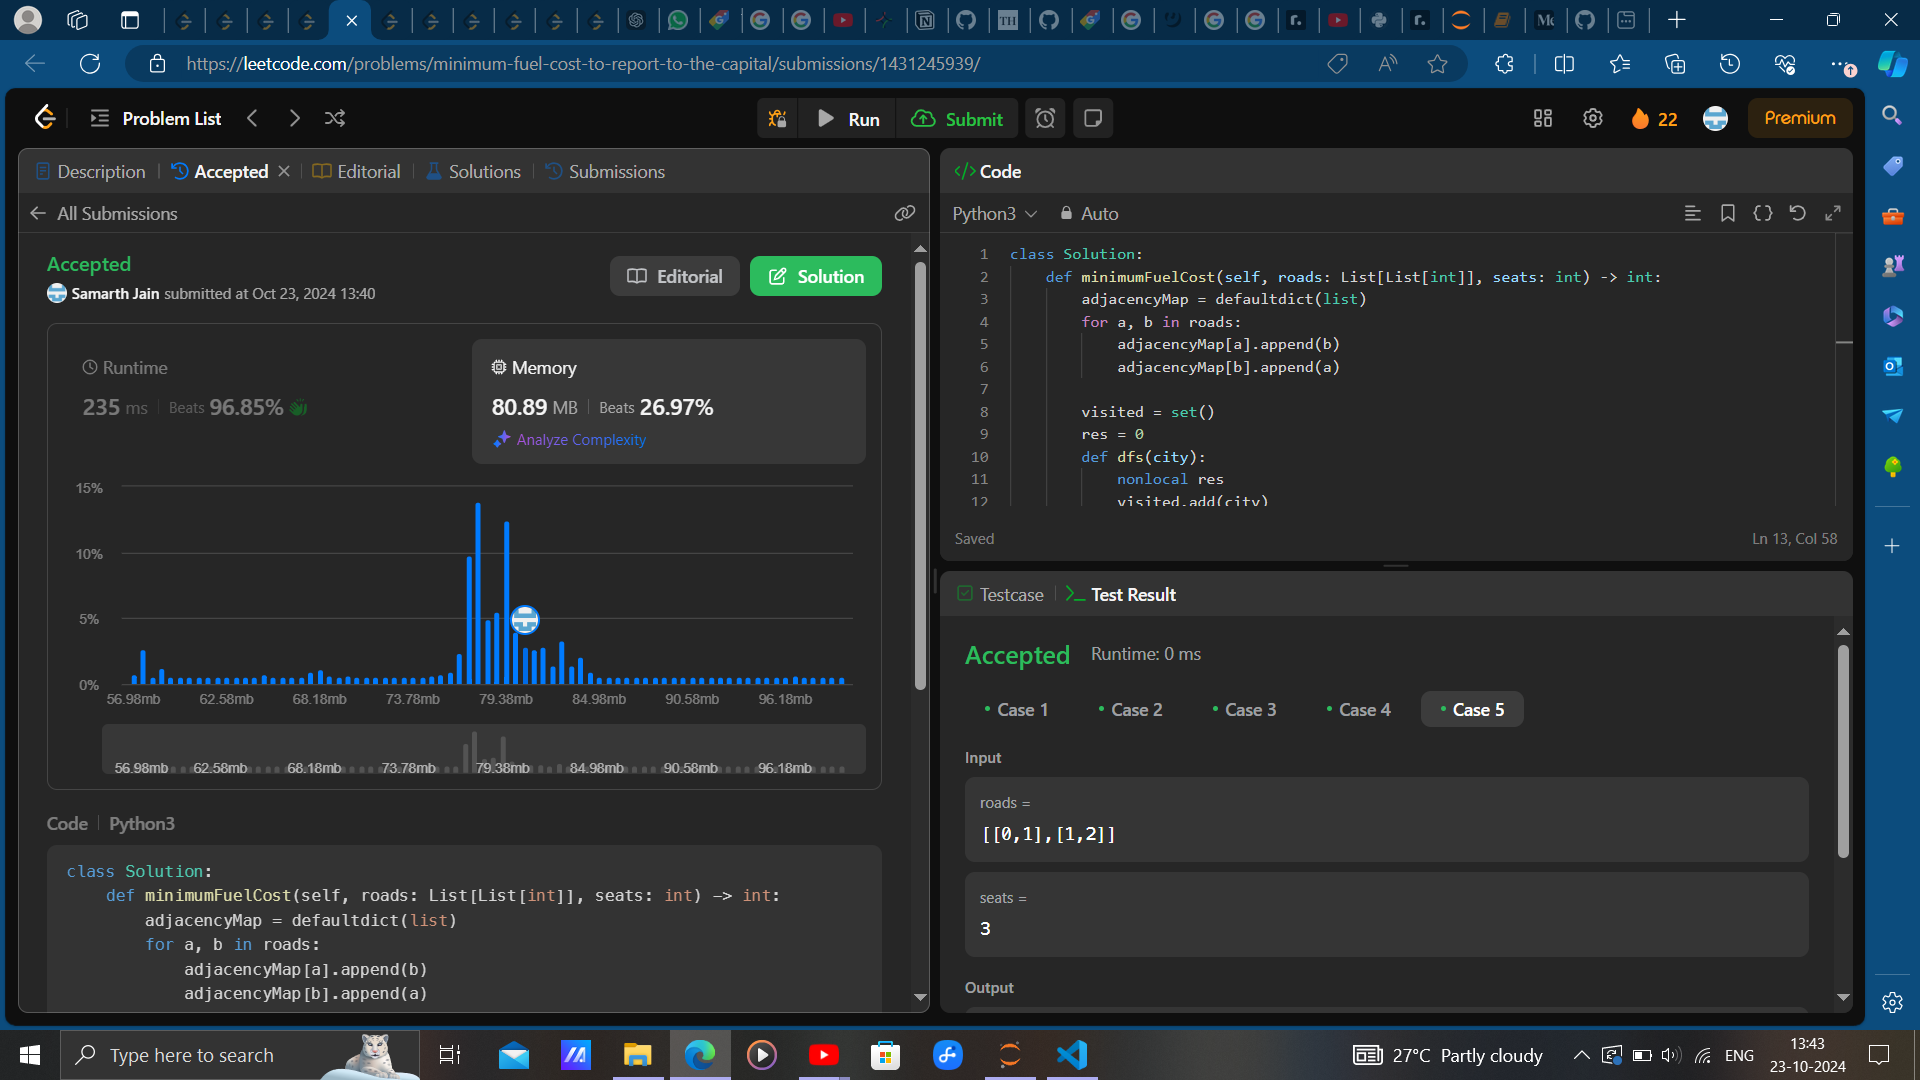 https://leetcode.com/problems/minimum-fuel-cost-to-report-to-the-capital/submissions/1431245939/
Problem List
Run
Submit
22
Premium
Description
Accepted
Editorial
Solutions
Submissions
All Submissions
Accepted
Samarth Jain submitted at Oct 23, 2024 13:40
Editorial
Solution
Runtime
235 ms
Beats 96.85%
Memory
80.89 MB
Beats 26.97%
Analyze Complexity
15%
10%
5%
0%
56.98mb 62.58mb 68.18mb 73.78mb 79.38mb 84.98mb 90.58mb 96.18mb
56.98mb 62.58mb 68.18mb 73.78mb 79.38mb 84.98mb 90.58mb 96.18mb
Code
Python3
class Solution:
    def minimumFuelCost(self, roads: List[List[int]], seats: int) -> int:
        adjacencyMap = defaultdict(list)
        for a, b in roads:
            adjacencyMap[a].append(b)
            adjacencyMap[b].append(a)
</> Code
Python3
Auto
1 class Solution:
2     def minimumFuelCost(self, roads: List[List[int]], seats: int) -> int:
3         adjacencyMap = defaultdict(list)
4         for a, b in roads:
5             adjacencyMap[a].append(b)
6             adjacencyMap[b].append(a)
7
8         visited = set()
9         res = 0
10         def dfs(city):
11             nonlocal res
12             visited.add(city)
Saved
Ln 13, Col 58
Testcase
Test Result
Accepted
Runtime: 0 ms
Case 1
Case 2
Case 3
Case 4
Case 5
Input
roads =
[[0,1],[1,2]]
seats =
3
Output
Type here to search
27°C Partly cloudy
ENG
13:43
23-10-2024